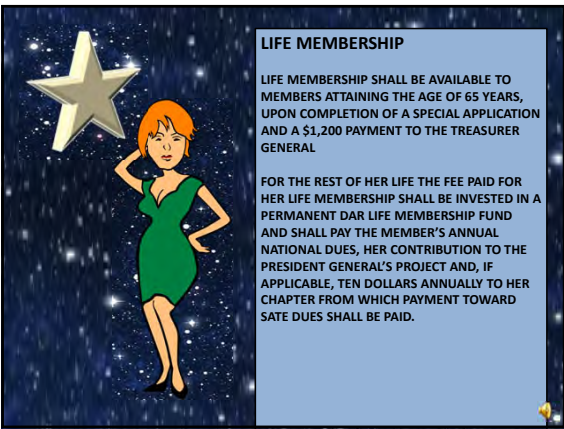 LIFE MEMBERSHIP
LIFE MEMBERSHIP SHALL BE AVAILABLE TO
MEMBERS ATTAINING THE AGE OF 65 YEARS,
UPON COMPLETION OF A SPECIAL APPLICATION
AND A $1,200 PAYMENT TO THE TREASURER
GENERAL
FOR THE REST OF HER LIFE THE FEE PAID FOR
HER LIFE MEMBERSHIP SHALL BE INVESTED IN A
PERMANENT DAR LIFE MEMBERSHIP FUND
AND SHALL PAY THE MEMBER'S ANNUAL
NATIONAL DUES, HER CONTRIBUTION TO THE
PRESIDENT GENERAL'S PROJECT AND, IF
APPLICABLE, TEN DOLLARS ANNUALLY TO HER
CHAPTER FROM WHICH PAYMENT TOWARD
SATE DUES SHALL BE PAID.